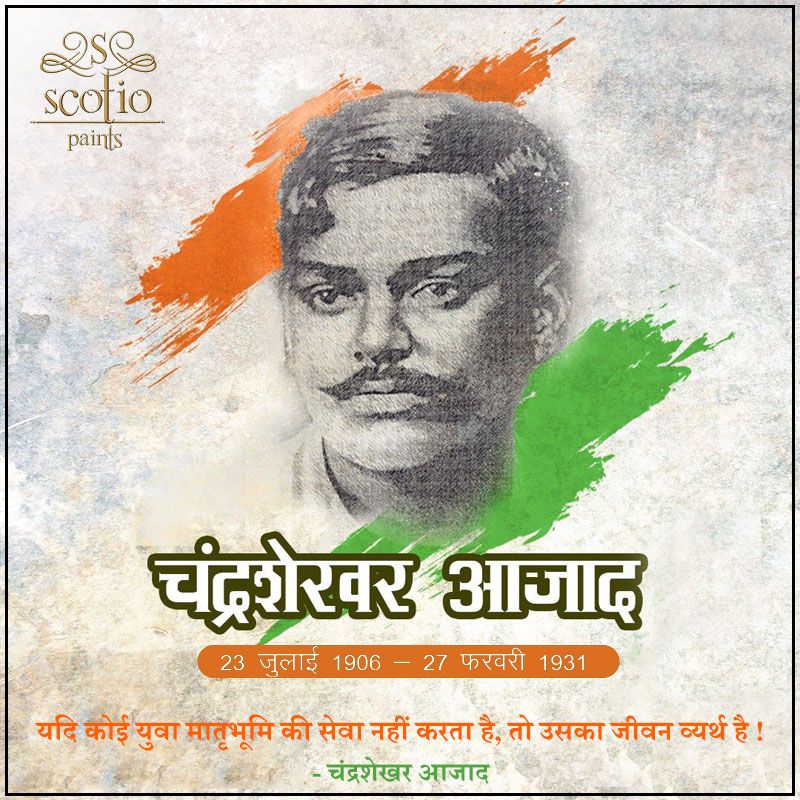 S
scotio
paints
चंद्रशेखर आजाद
23 जुलाई 1906 – 27 फरवरी 1931
यदि कोई युवा मातृभूमि की सेवा नहीं करता है, तो उसका जीवन व्यर्थ है !
- चंद्रशेखर आजाद